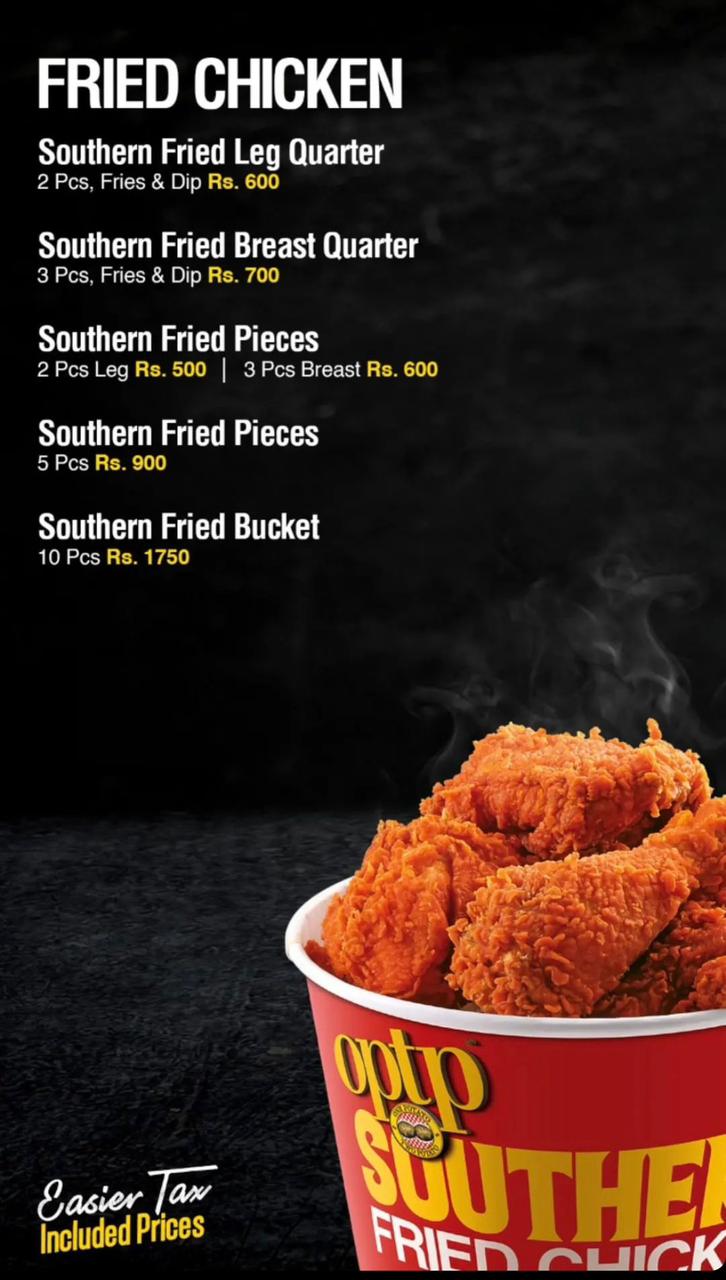 FRIED CHICKEN
Southern Fried Leg Quarter
2 Pcs, Fries & Dip Rs. 600
Southern Fried Breast Quarter
3 Pcs, Fries & Dip Rs. 700
Southern Fried Pieces
2 Pcs Leg Rs. 500 | 3 Pcs Breast Rs. 600
Southern Fried Pieces
5 Pcs Rs. 900
Southern Fried Bucket
10 Pcs Rs. 1750
optp
SOUTHE
FRIED CHICK
Easier Tax
Included Prices